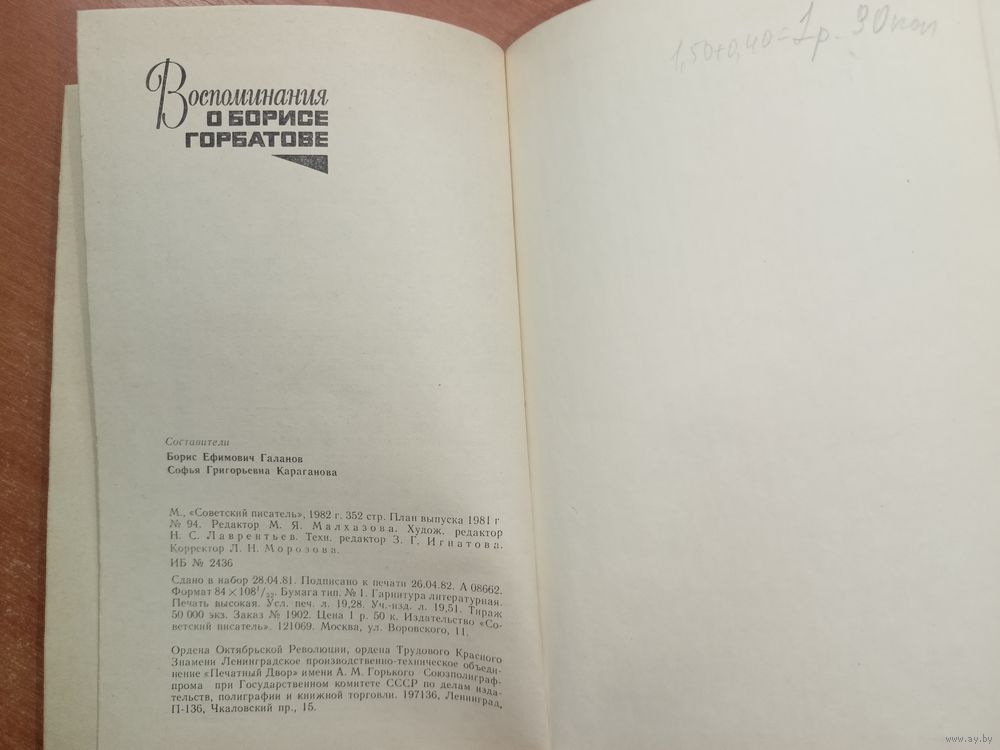 Воспоминания
О БОРИСЕ
ГОРБАТОВЕ
Составители
Борис Ефимович Галанов
Софья Григорьевна Караганова
М., «Советский писатель», 1982 г. 352 стр. План выпуска 1981 г
№ 94. Редактор М. Я. Малхазова. Худож. редактор
Н. С. Лаврентьев. Техн. редактор З. Г. Игнатова.
Корректор Л. Н. Морозова.
ИБ № 2436
Сдано в набор 28.04.81. Подписано к печати 26.04.82. А 08662.
Формат 84 × 108¹/₃₂. Бумага тип. № 1. Гарнитура литературная.
Печать высокая. Усл. печ. л. 19,28. Уч.-изд. л. 19,51. Тираж
50 000 экз. Заказ № 1902. Цена 1 р. 50 к. Издательство «Со-
ветский писатель». 121069. Москва, ул. Воровского, 11.
Ордена Октябрьской Революции, ордена Трудового Красного
Знамени Ленинградское производственно-техническое объеди-
нение «Печатный Двор» имени А. М. Горького Союзполиграф-
прома при Государственном комитете СССР по делам изда-
тельств, полиграфии и книжной торговли. 197136, Ленинград,
П-136, Чкаловский пр., 15.
1,50+0,40=1р. 90коп
www.ay.by